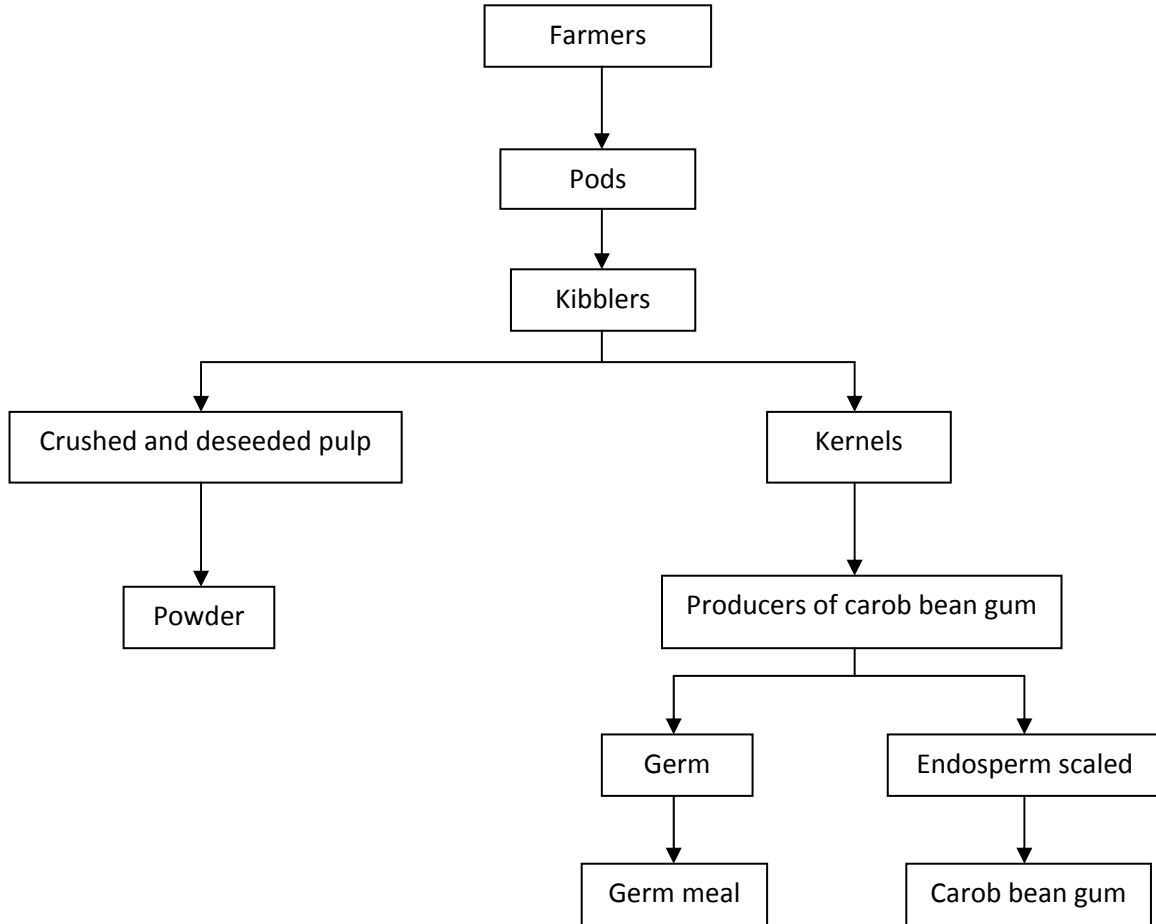 Farmers
Pods
Kibblers
Crushed and deseeded pulp
Kernels
Powder
Producers of carob bean gum
Germ
Endosperm scaled
Germ meal
Carob bean gum